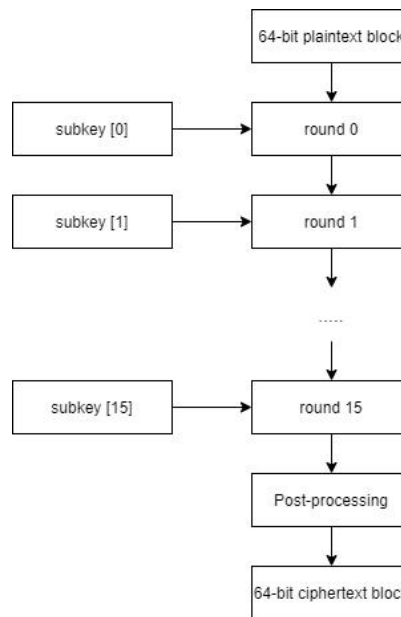 64-bit plaintext block
subkey [0]
round 0
subkey [1]
round 1
.....
subkey [15]
round 15
Post-processing
64-bit ciphertext block